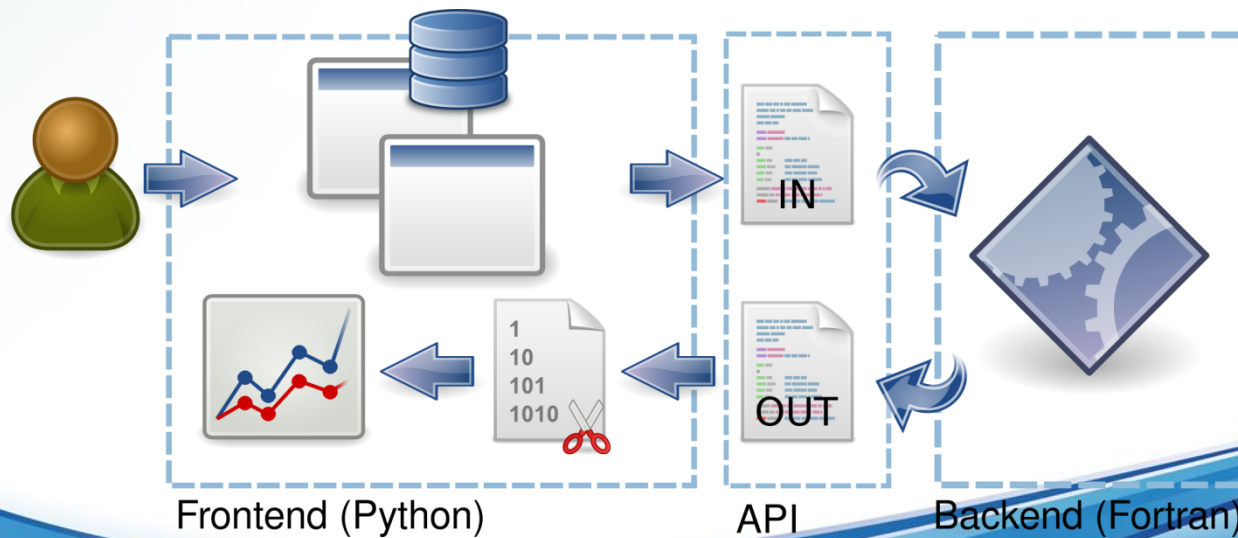 IN
1
10
101
1010
OUT
Frontend (Python)
API
Backend (Fortran)